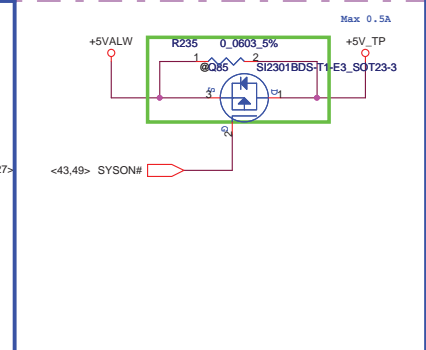 Max 0.5A
+5VALW
R235 0_0603_5%
+5V_TP
1 2
@Q85 SI2301BDS-T1-E3_SOT23-3
S D
3 1
G
2
27>
<43,49> SYSON#